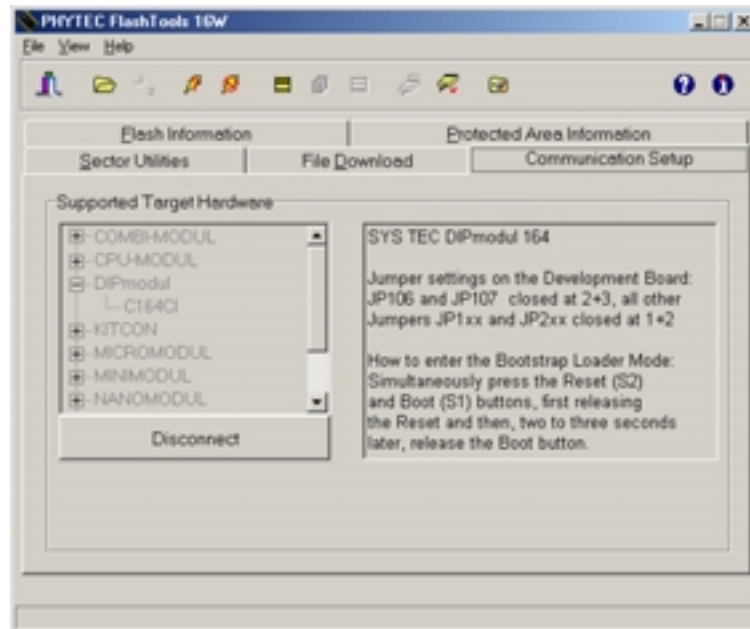 PHYTEC FlashTools 16W
File View Help
Flash Information
Protected Area Information
Sector Utilities
File Download
Communication Setup
Supported Target Hardware
COMBI-MODUL
CPU-MODUL
DIPmodul
C164CI
KITCON
MICROMODUL
MINIMODUL
NANOMODUL
Disconnect
SYS TEC DIPmodul 164
Jumper settings on the Development Board:
JP106 and JP107 closed at 2+3, all other
Jumpers JP1xx and JP2xx closed at 1+2
How to enter the Bootstrap Loader Mode:
Simultaneously press the Reset (S2)
and Boot (S1) buttons, first releasing
the Reset and then, two to three seconds
later, release the Boot button.